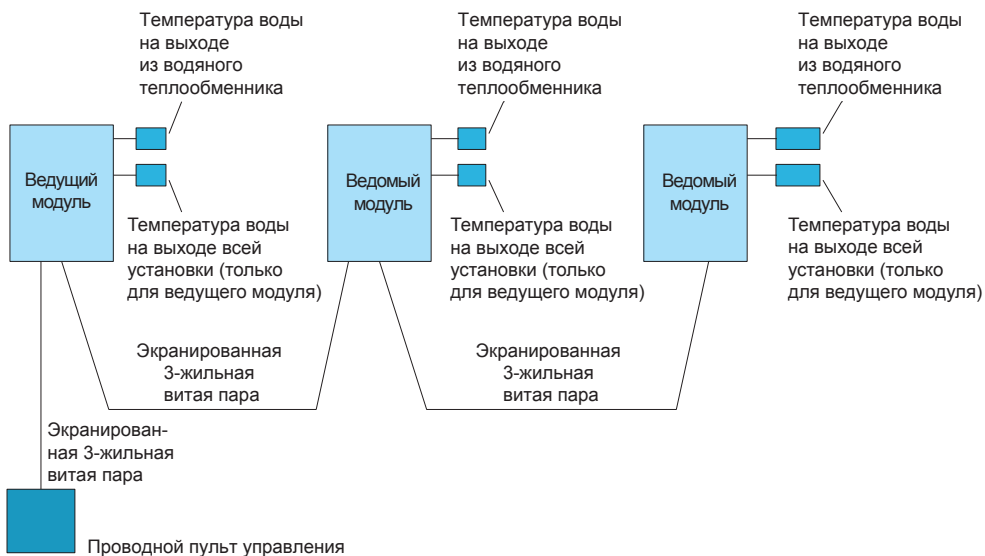 Температура воды
на выходе
из водяного
теплообменника
Температура воды
на выходе
из водяного
теплообменника
Температура воды
на выходе
из водяного
теплообменника
Ведущий
модуль
Ведомый
модуль
Ведомый
модуль
Температура воды
на выходе всей
установки (только
для ведущего модуля)
Температура воды
на выходе всей
установки (только
для ведущего модуля)
Температура воды
на выходе всей
установки (только
для ведущего модуля)
Экранированная
3-жильная
витая пара
Экранированная
3-жильная
витая пара
Экранирован-
ная 3-жильная
витая пара
Проводной пульт управления